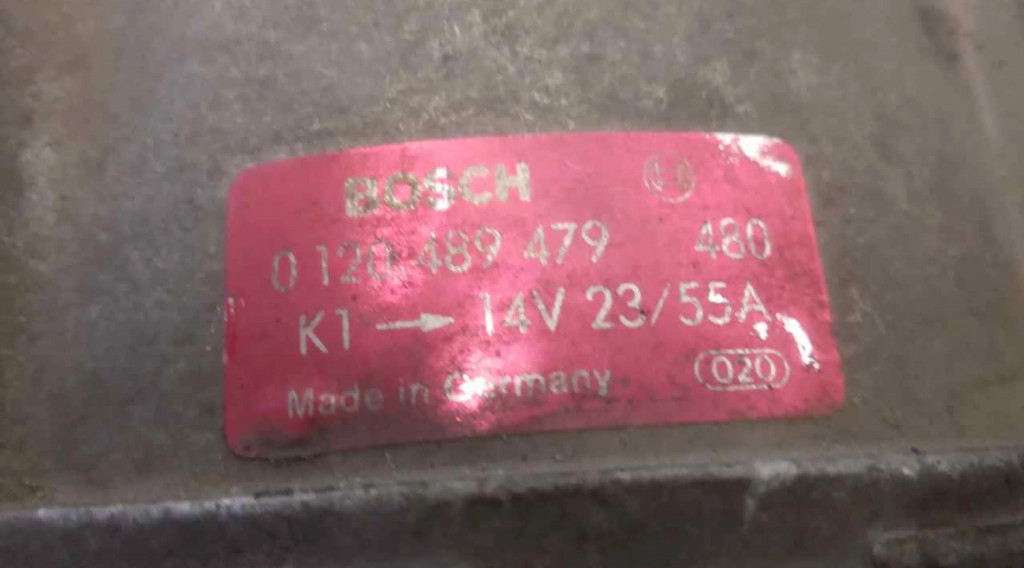 BOSCH
0 120 489 479 480
K1 → 14V 23/55A
Made in Germany 020